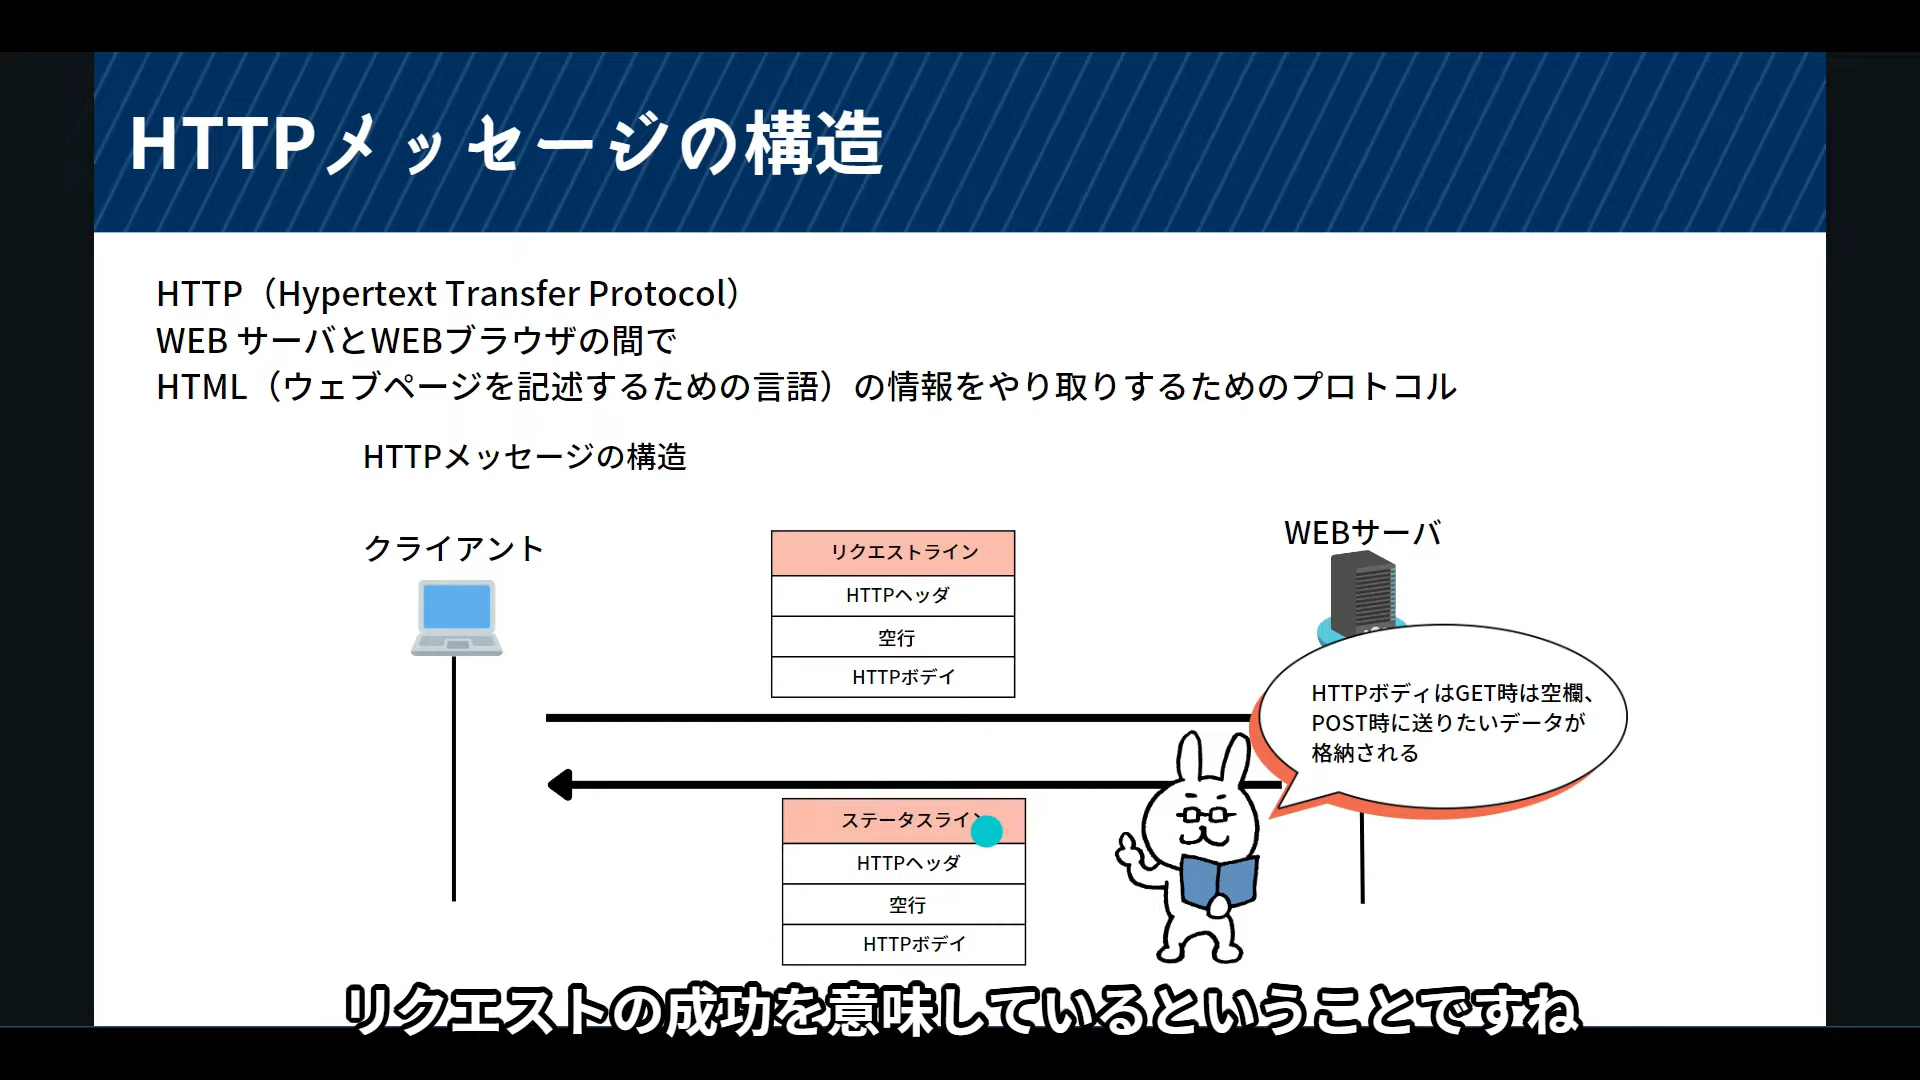 HTTPメッセージの構造
HTTP（Hypertext Transfer Protocol）
WEB サーバとWEBブラウザの間で
HTML（ウェブページを記述するための言語）の情報をやり取りするためのプロトコル
HTTPメッセージの構造
クライアント
リクエストライン
HTTPヘッダ
空行
HTTPボデイ
WEBサーバ
HTTPボディはGET時は空欄、
POST時に送りたいデータが
格納される
ステータスライン
HTTPヘッダ
空行
HTTPボデイ
リクエストの成功を意味しているということですね